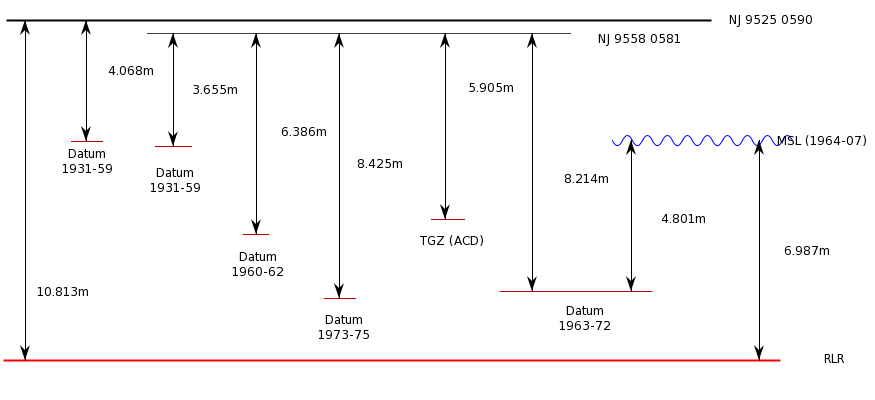 NJ 9525 0590
NJ 9558 0581
4.068m
3.655m
5.905m
6.386m
MSL (1964-07)
Datum
1931-59
8.425m
Datum
1931-59
8.214m
4.801m
TGZ (ACD)
6.987m
Datum
1960-62
10.813m
Datum
1963-72
Datum
1973-75
RLR